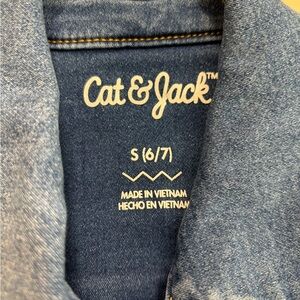 Cat & Jack™
S (6/7)
MADE IN VIETNAM
HECHO EN VIETNAM